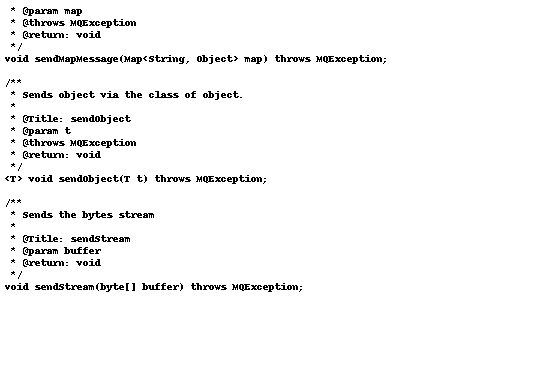 * @param map
* @throws MQException
* @return: void
*/
void sendMapMessage(Map<String, Object> map) throws MQException;
/**
* Sends object via the class of object.
*
* @Title: sendObject
* @param t
* @throws MQException
* @return: void
*/
<T> void sendObject(T t) throws MQException;
/**
* Sends the bytes stream
*
* @Title: sendStream
* @param buffer
* @return: void
*/
void sendStream(byte[] buffer) throws MQException;